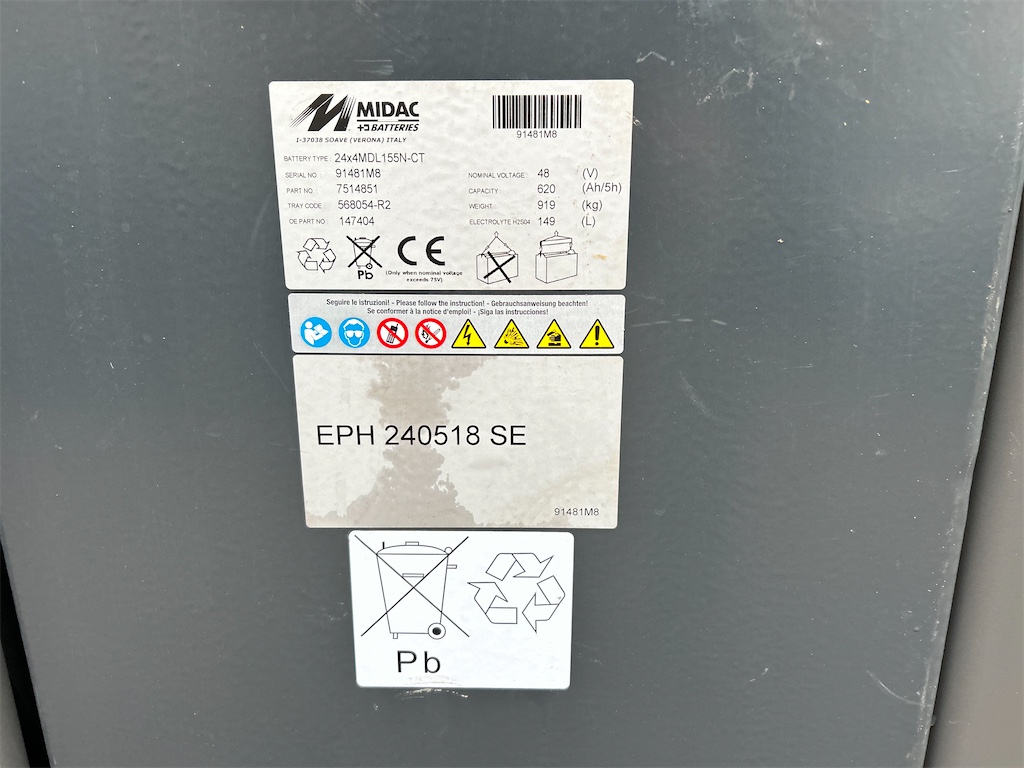 MIDAC
BATTERIES
I-37038 SOAVE (VERONA) ITALY
91481M8
BATTERY TYPE : 24x4MDL155N-CT
SERIAL NO : 91481M8
PART NO : 7514851
TRAY CODE : 568054-R2
OE PART NO : 147404
NOMINAL VOLTAGE : 48 (V)
CAPACITY : 620 (Ah/5h)
WEIGHT : 919 (kg)
ELECTROLYTE H2S04 : 149 (L)
Pb
CE
(Only when nominal voltage
exceeds 75V)
Seguire le istruzioni! - Please follow the instruction! - Gebrauchsanweisung beachten!
Se conformer à la notice d'emploi! - ¡Siga las instrucciones!
EPH 240518 SE
91481M8
Pb